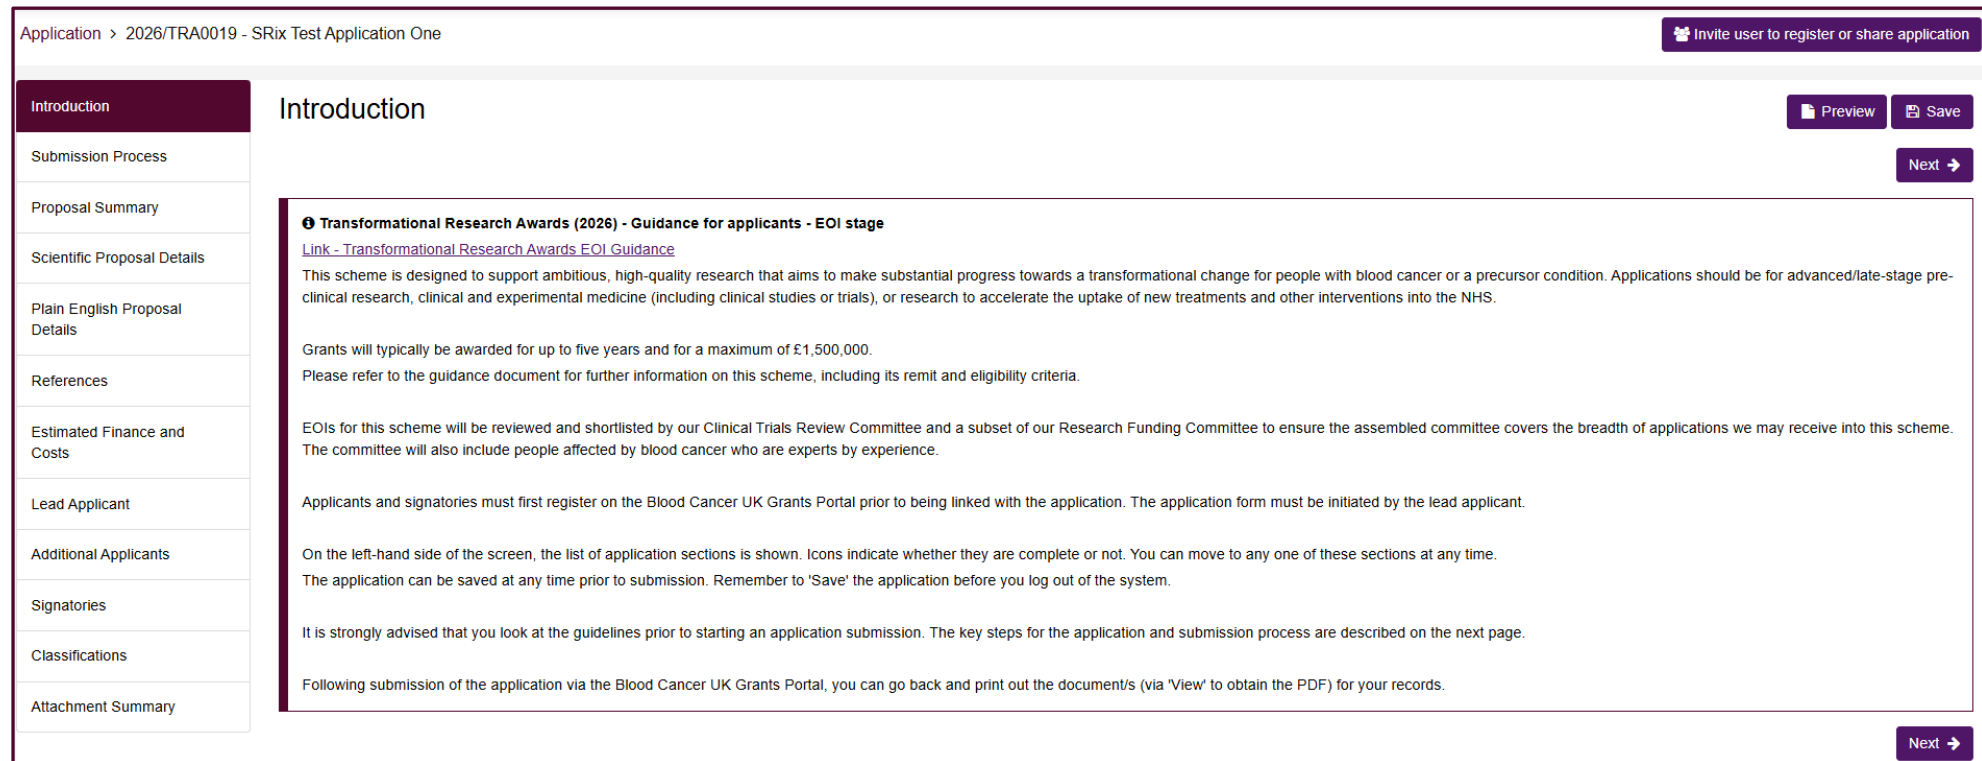 Application > 2026/TRA0019 - SRix Test Application One
Invite user to register or share application
Introduction
Submission Process
Proposal Summary
Scientific Proposal Details
Plain English Proposal
Details
References
Estimated Finance and
Costs
Lead Applicant
Additional Applicants
Signatories
Classifications
Attachment Summary
Introduction
Preview
Save
Next
Transformational Research Awards (2026) - Guidance for applicants - EOI stage
Link - Transformational Research Awards EOI Guidance
This scheme is designed to support ambitious, high-quality research that aims to make substantial progress towards a transformational change for people with blood cancer or a precursor condition. Applications should be for advanced/late-stage pre-
clinical research, clinical and experimental medicine (including clinical studies or trials), or research to accelerate the uptake of new treatments and other interventions into the NHS.
Grants will typically be awarded for up to five years and for a maximum of £1,500,000.
Please refer to the guidance document for further information on this scheme, including its remit and eligibility criteria.
EOIs for this scheme will be reviewed and shortlisted by our Clinical Trials Review Committee and a subset of our Research Funding Committee to ensure the assembled committee covers the breadth of applications we may receive into this scheme.
The committee will also include people affected by blood cancer who are experts by experience.
Applicants and signatories must first register on the Blood Cancer UK Grants Portal prior to being linked with the application. The application form must be initiated by the lead applicant.
On the left-hand side of the screen, the list of application sections is shown. Icons indicate whether they are complete or not. You can move to any one of these sections at any time.
The application can be saved at any time prior to submission. Remember to 'Save' the application before you log out of the system.
It is strongly advised that you look at the guidelines prior to starting an application submission. The key steps for the application and submission process are described on the next page.
Following submission of the application via the Blood Cancer UK Grants Portal, you can go back and print out the document/s (via 'View' to obtain the PDF) for your records.
Next